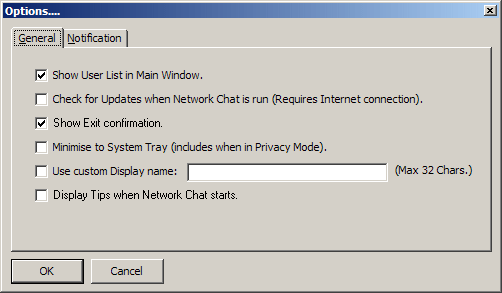 Options....
General Notification
Show User List in Main Window.
Check for Updates when Network Chat is run (Requires Internet connection).
Show Exit confirmation.
Minimise to System Tray (includes when in Privacy Mode).
Use custom Display name: (Max 32 Chars.)
Display Tips when Network Chat starts.
OK Cancel